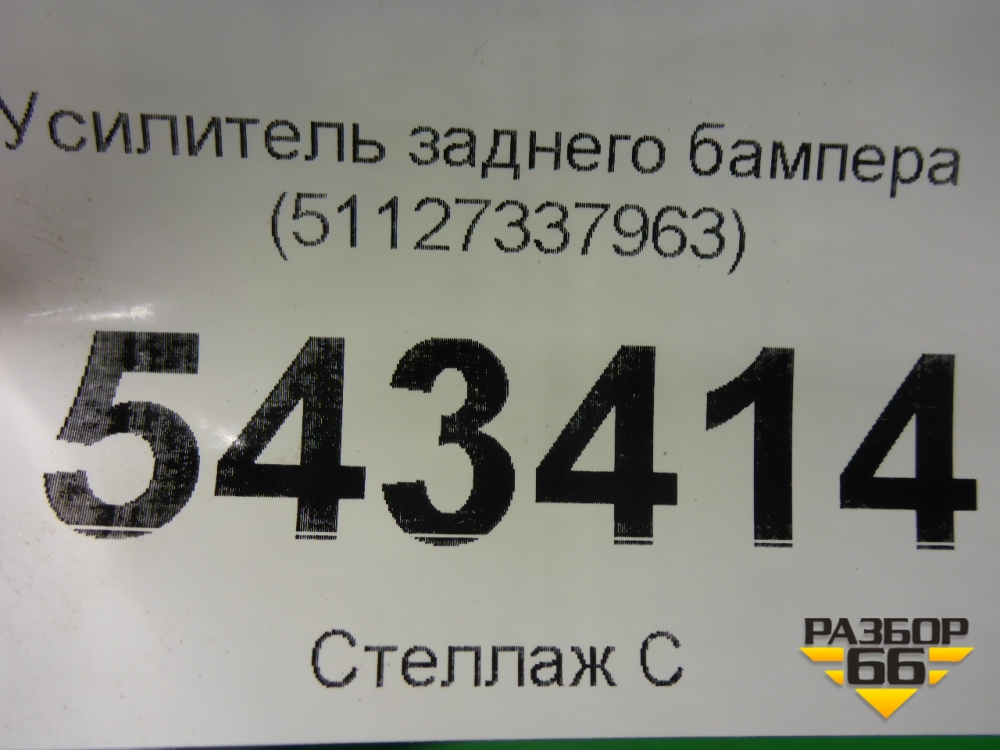 Усилитель заднего бампера
(51127337963)
543414
Стеллаж С
РАЗБОР
66